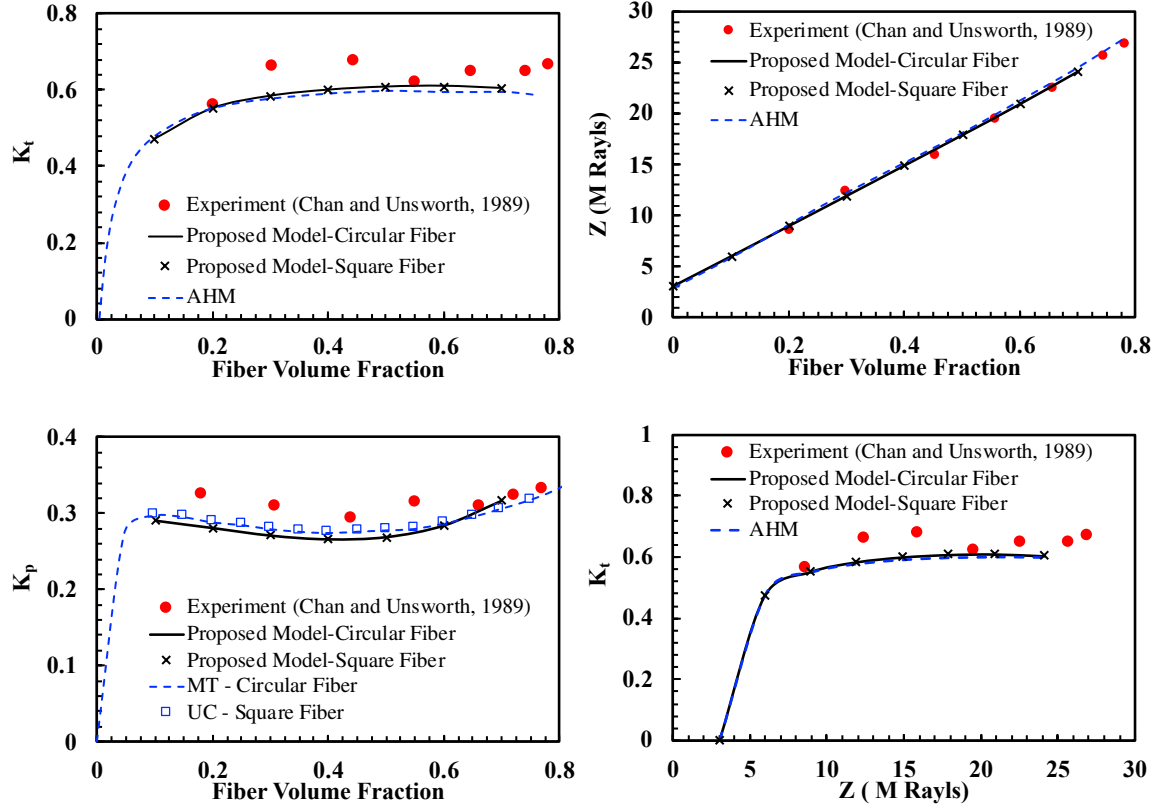 0.8
0.6
0.4
0.2
0
K_t
Experiment (Chan and Unsworth, 1989)
Proposed Model-Circular Fiber
Proposed Model-Square Fiber
AHM
0 0.2 0.4 0.6 0.8
Fiber Volume Fraction
30
25
20
15
10
5
0
Z (M Rayls)
Experiment (Chan and Unsworth, 1989)
Proposed Model-Circular Fiber
Proposed Model-Square Fiber
AHM
0 0.2 0.4 0.6 0.8
Fiber Volume Fraction
0.4
0.3
0.2
0.1
0
K_p
Experiment (Chan and Unsworth, 1989)
Proposed Model-Circular Fiber
Proposed Model-Square Fiber
MT - Circular Fiber
UC - Square Fiber
0 0.2 0.4 0.6 0.8
Fiber Volume Fraction
1
0.8
0.6
0.4
0.2
0
K_t
Experiment (Chan and Unsworth, 1989)
Proposed Model-Circular Fiber
Proposed Model-Square Fiber
AHM
0 5 10 15 20 25 30
Z ( M Rayls)